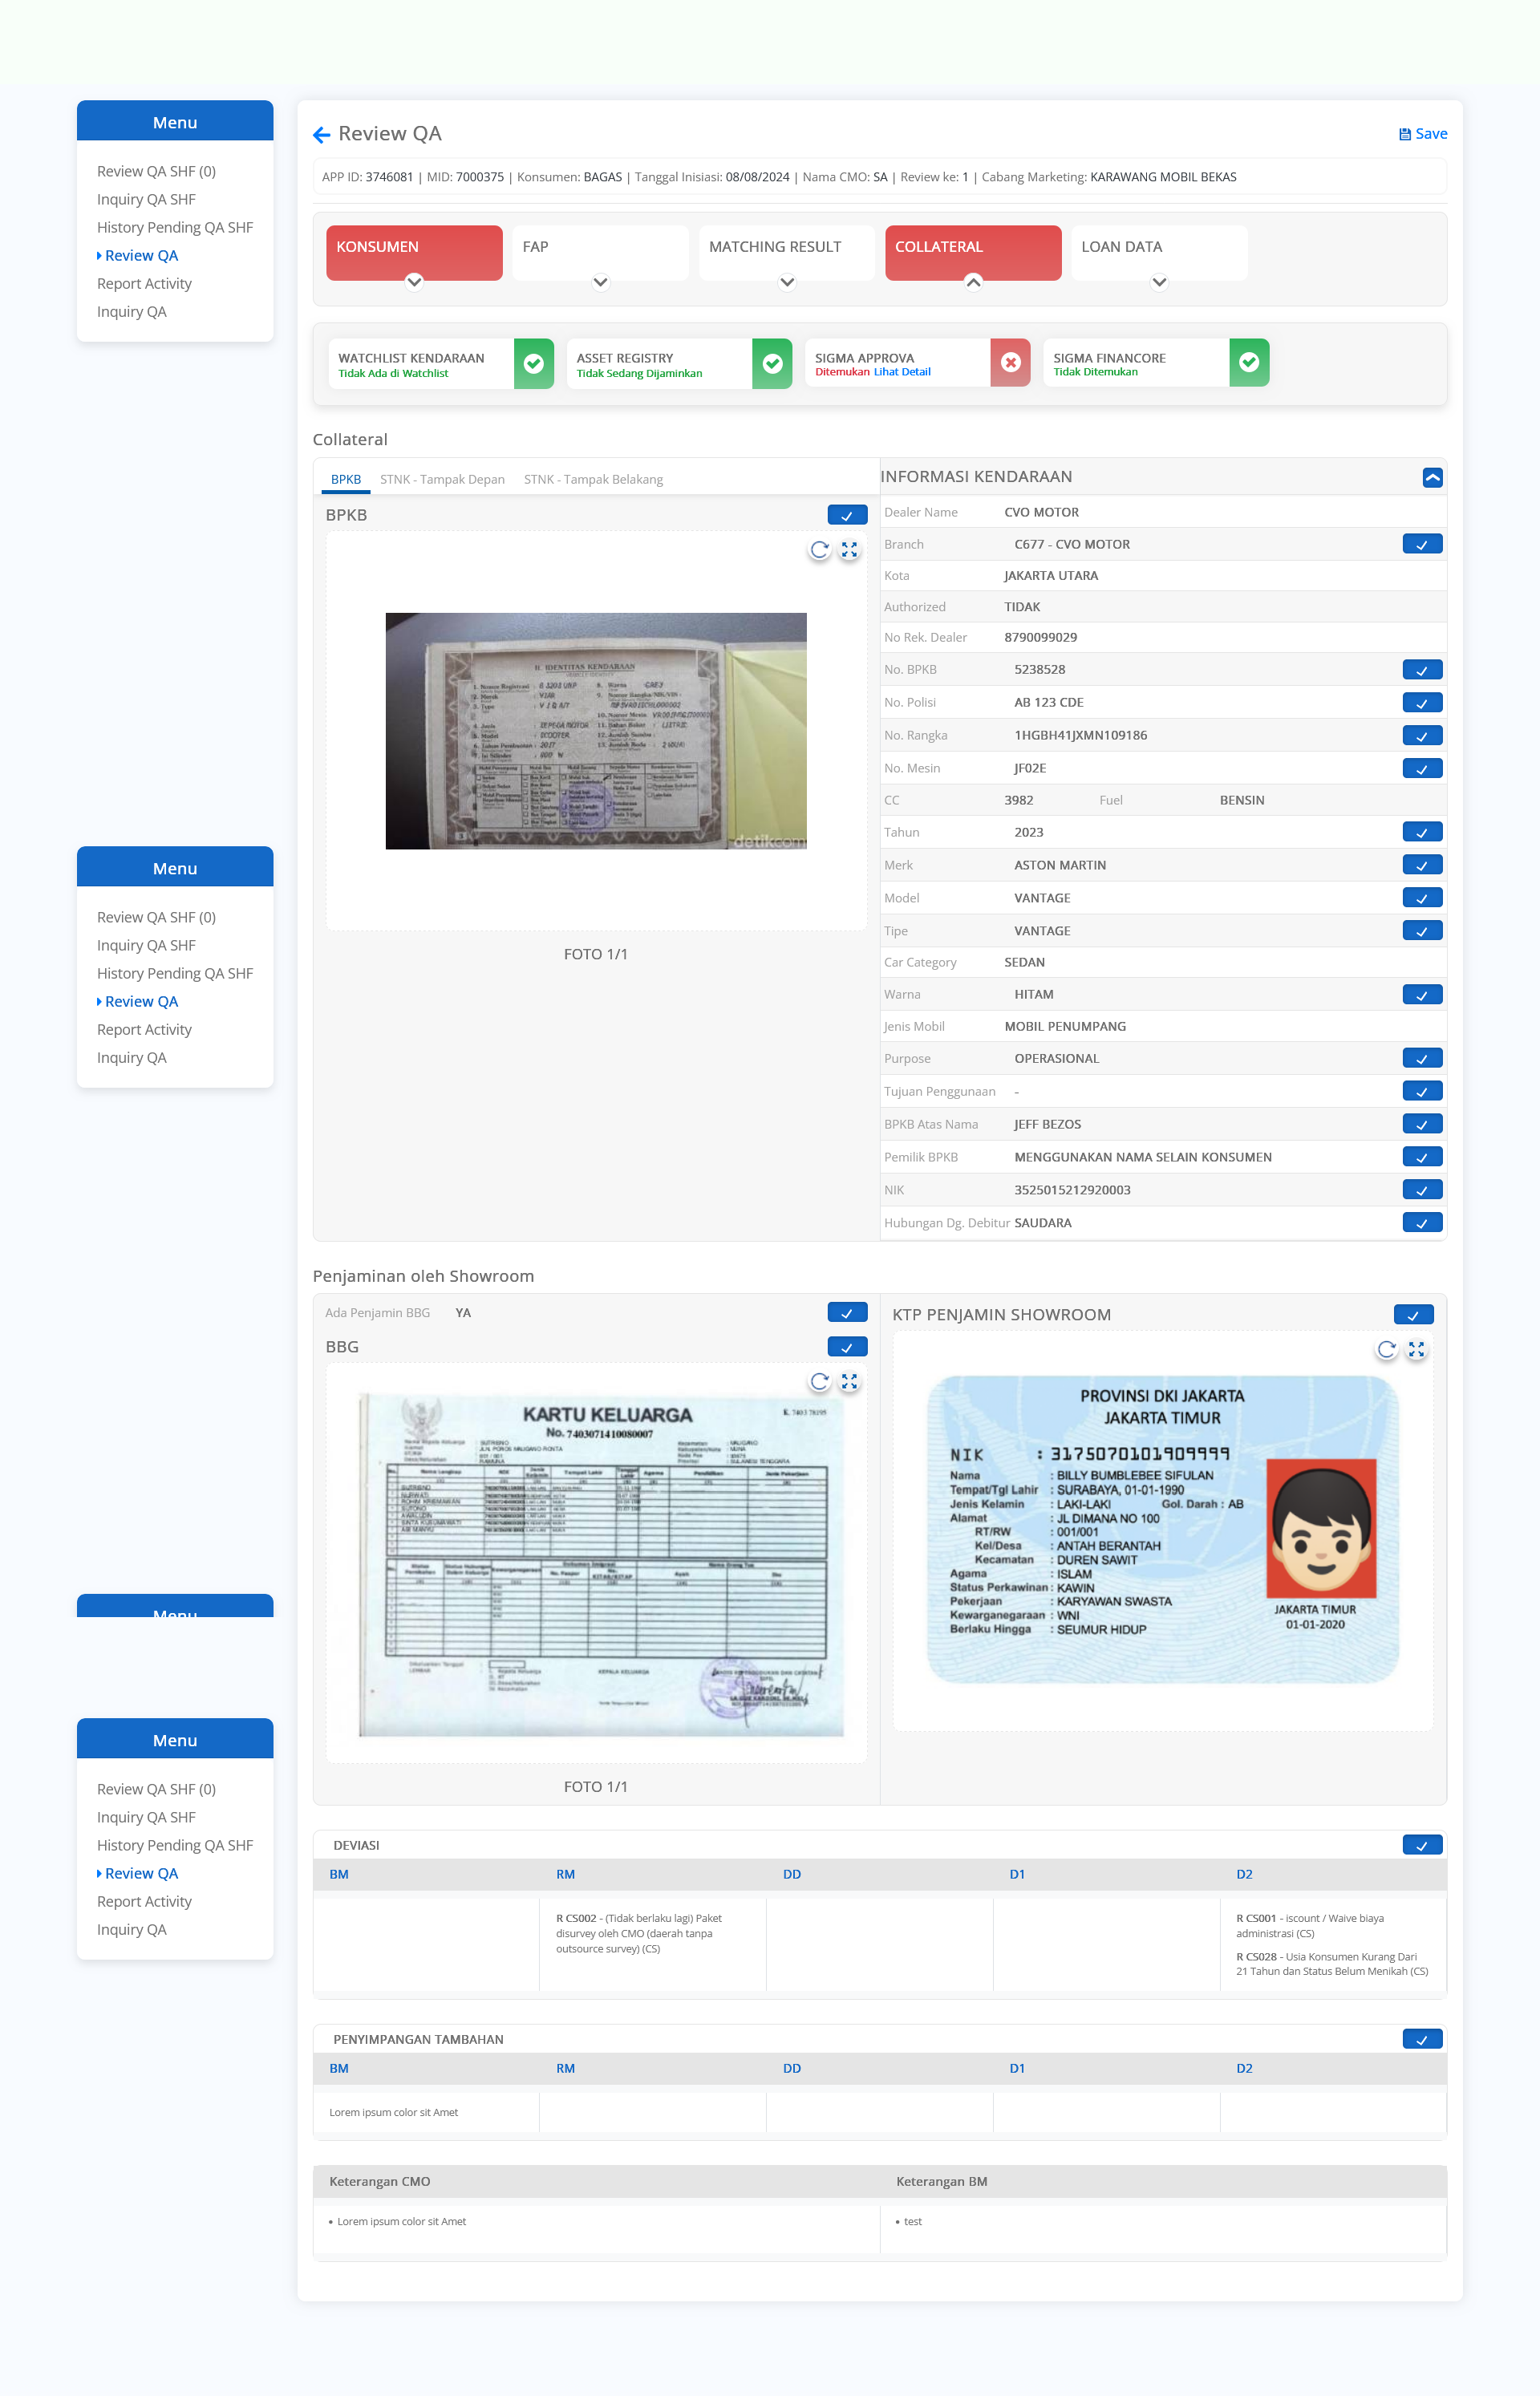 Menu
Review QA SHF (0)
Inquiry QA SHF
History Pending QA SHF
Review QA
Report Activity
Inquiry QA
Menu
Review QA SHF (0)
Inquiry QA SHF
History Pending QA SHF
Review QA
Report Activity
Inquiry QA
Menu
Menu
Review QA SHF (0)
Inquiry QA SHF
History Pending QA SHF
Review QA
Report Activity
Inquiry QA
Review QA
Save
APP ID: 3746081 | MID: 7000375 | Konsumen: BAGAS | Tanggal Inisiasi: 08/08/2024 | Nama CMO: SA | Review ke: 1 | Cabang Marketing: KARAWANG MOBIL BEKAS
KONSUMEN
FAP
MATCHING RESULT
COLLATERAL
LOAN DATA
WATCHLIST KENDARAAN
Tidak Ada di Watchlist
ASSET REGISTRY
Tidak Sedang Dijaminkan
SIGMA APPROVA
Ditemukan Lihat Detail
SIGMA FINANCORE
Tidak Ditemukan
Collateral
BPKB STNK - Tampak Depan STNK - Tampak Belakang
BPKB
II. IDENTITAS KENDARAAN
detikcom
FOTO 1/1
INFORMASI KENDARAAN
Dealer Name CVO MOTOR
Branch C677 - CVO MOTOR
Kota JAKARTA UTARA
Authorized TIDAK
No Rek. Dealer 8790099029
No. BPKB 5238528
No. Polisi AB 123 CDE
No. Rangka 1HGBH41JXMN109186
No. Mesin JF02E
CC 3982 Fuel BENSIN
Tahun 2023
Merk ASTON MARTIN
Model VANTAGE
Tipe VANTAGE
Car Category SEDAN
Warna HITAM
Jenis Mobil MOBIL PENUMPANG
Purpose OPERASIONAL
Tujuan Penggunaan -
BPKB Atas Nama JEFF BEZOS
Pemilik BPKB MENGGUNAKAN NAMA SELAIN KONSUMEN
NIK 3525015212920003
Hubungan Dg. Debitur SAUDARA
Penjaminan oleh Showroom
Ada Penjamin BBG YA
BBG
KARTU KELUARGA
No. 7403071410080007
FOTO 1/1
KTP PENJAMIN SHOWROOM
PROVINSI DKI JAKARTA
JAKARTA TIMUR
NIK : 3175070101909999
Nama : BILLY BUMBLEBEE SIFULAN
Tempat/Tgl Lahir : SURABAYA, 01-01-1990
Jenis Kelamin : LAKI-LAKI Gol. Darah : AB
Alamat : JL DIMANA NO 100
RT/RW : 001/001
Kel/Desa : ANTAH BERANTAH
Kecamatan : DUREN SAWIT
Agama : ISLAM
Status Perkawinan : KAWIN
Pekerjaan : KARYAWAN SWASTA
Kewarganegaraan : WNI
Berlaku Hingga : SEUMUR HIDUP
JAKARTA TIMUR
01-01-2020
DEVIASI
BM RM DD D1 D2
R CS002 - (Tidak berlaku lagi) Paket
disurvey oleh CMO (daerah tanpa
outsource survey) (CS)
R CS001 - iscount / Waive biaya
administrasi (CS)
R CS028 - Usia Konsumen Kurang Dari
21 Tahun dan Status Belum Menikah (CS)
PENYIMPANGAN TAMBAHAN
BM RM DD D1 D2
Lorem ipsum color sit Amet
Keterangan CMO Keterangan BM
• Lorem ipsum color sit Amet
• test